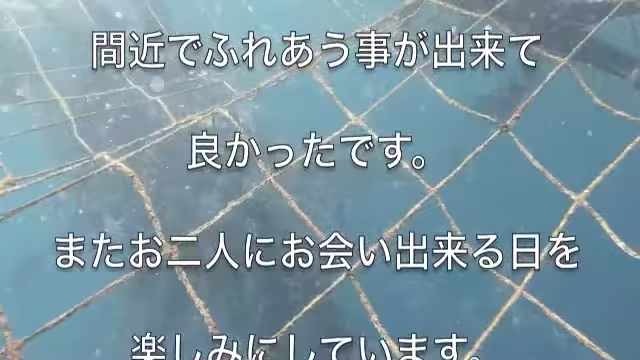 間近でふれあう事が出来て
良かったです。
またお二人にお会い出来る日を
楽しみにしています。